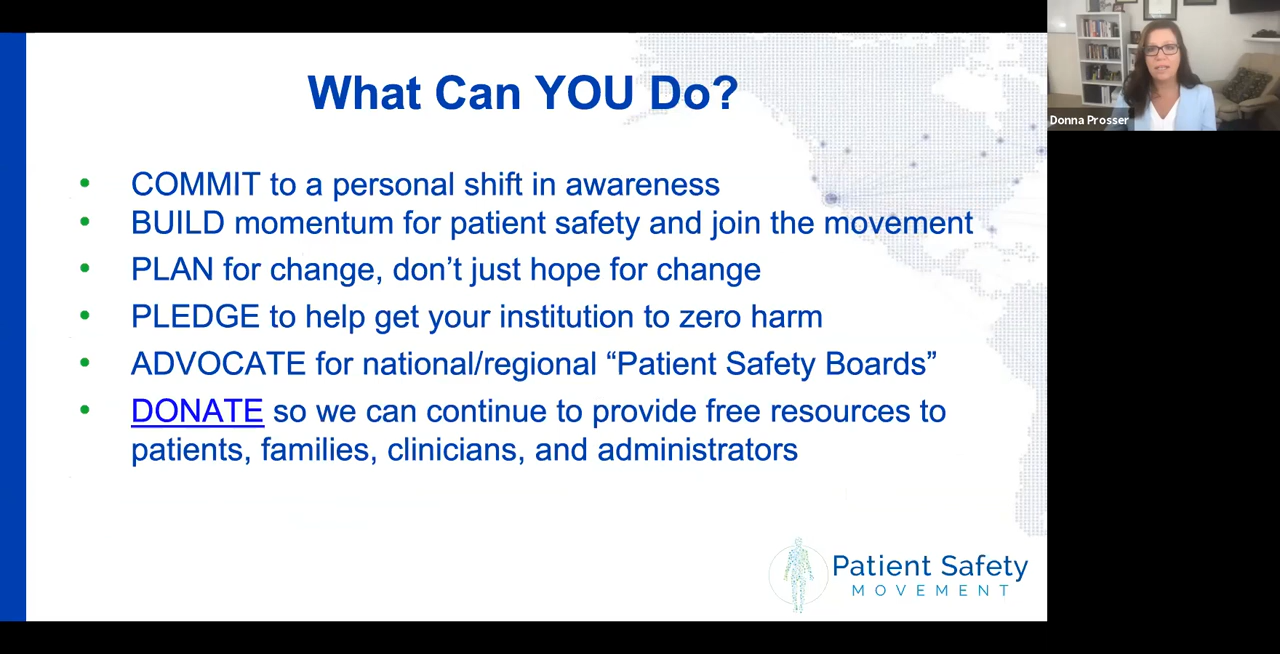 What Can YOU Do?
• COMMIT to a personal shift in awareness
• BUILD momentum for patient safety and join the movement
• PLAN for change, don’t just hope for change
• PLEDGE to help get your institution to zero harm
• ADVOCATE for national/regional “Patient Safety Boards”
• DONATE so we can continue to provide free resources to
patients, families, clinicians, and administrators
Patient Safety
MOVEMENT
Donna Prosser